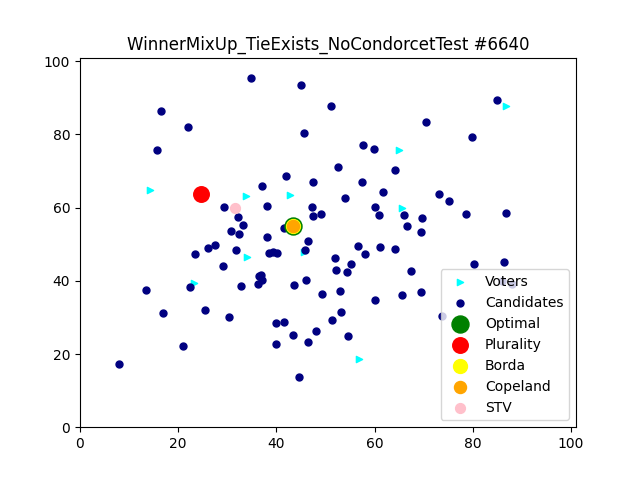 WinnerMixUp_TieExists_NoCondorcetTest #6640
100
80
60
40
20
0
0
20
40
60
80
100
Voters
Candidates
Optimal
Plurality
Borda
Copeland
STV